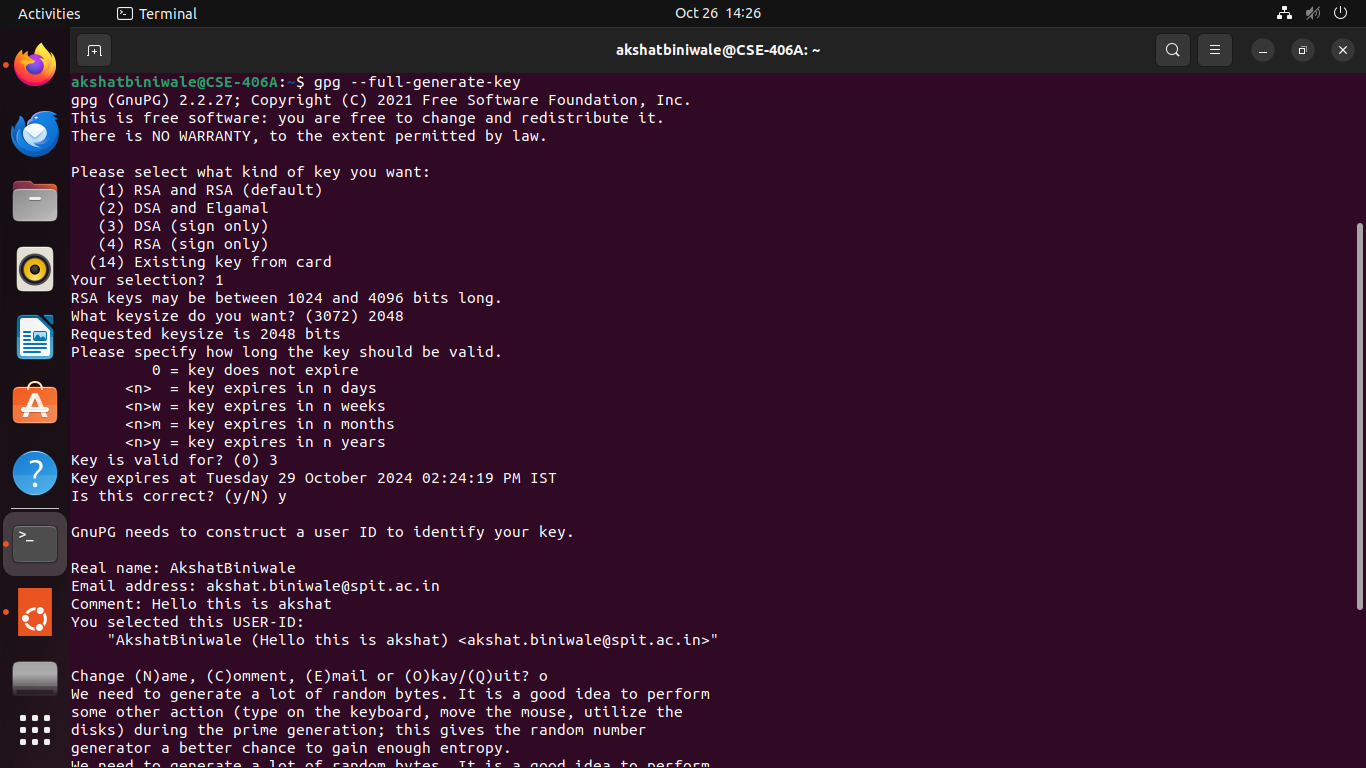 Activities
Terminal
Oct 26 14:26
akshatbiniwale@CSE-406A: ~
akshatbiniwale@CSE-406A:~$ gpg --full-generate-key
gpg (GnuPG) 2.2.27; Copyright (C) 2021 Free Software Foundation, Inc.
This is free software: you are free to change and redistribute it.
There is NO WARRANTY, to the extent permitted by law.
Please select what kind of key you want:
(1) RSA and RSA (default)
(2) DSA and Elgamal
(3) DSA (sign only)
(4) RSA (sign only)
(14) Existing key from card
Your selection? 1
RSA keys may be between 1024 and 4096 bits long.
What keysize do you want? (3072) 2048
Requested keysize is 2048 bits
Please specify how long the key should be valid.
0 = key does not expire
<n>  = key expires in n days
<n>w = key expires in n weeks
<n>m = key expires in n months
<n>y = key expires in n years
Key is valid for? (0) 3
Key expires at Tuesday 29 October 2024 02:24:19 PM IST
Is this correct? (y/N) y
GnuPG needs to construct a user ID to identify your key.
Real name: AkshatBiniwale
Email address: akshat.biniwale@spit.ac.in
Comment: Hello this is akshat
You selected this USER-ID:
"AkshatBiniwale (Hello this is akshat) <akshat.biniwale@spit.ac.in>"
Change (N)ame, (C)omment, (E)mail or (O)kay/(Q)uit? o
We need to generate a lot of random bytes. It is a good idea to perform
some other action (type on the keyboard, move the mouse, utilize the
disks) during the prime generation; this gives the random number
generator a better chance to gain enough entropy.
We need to generate a lot of random bytes. It is a good idea to perform